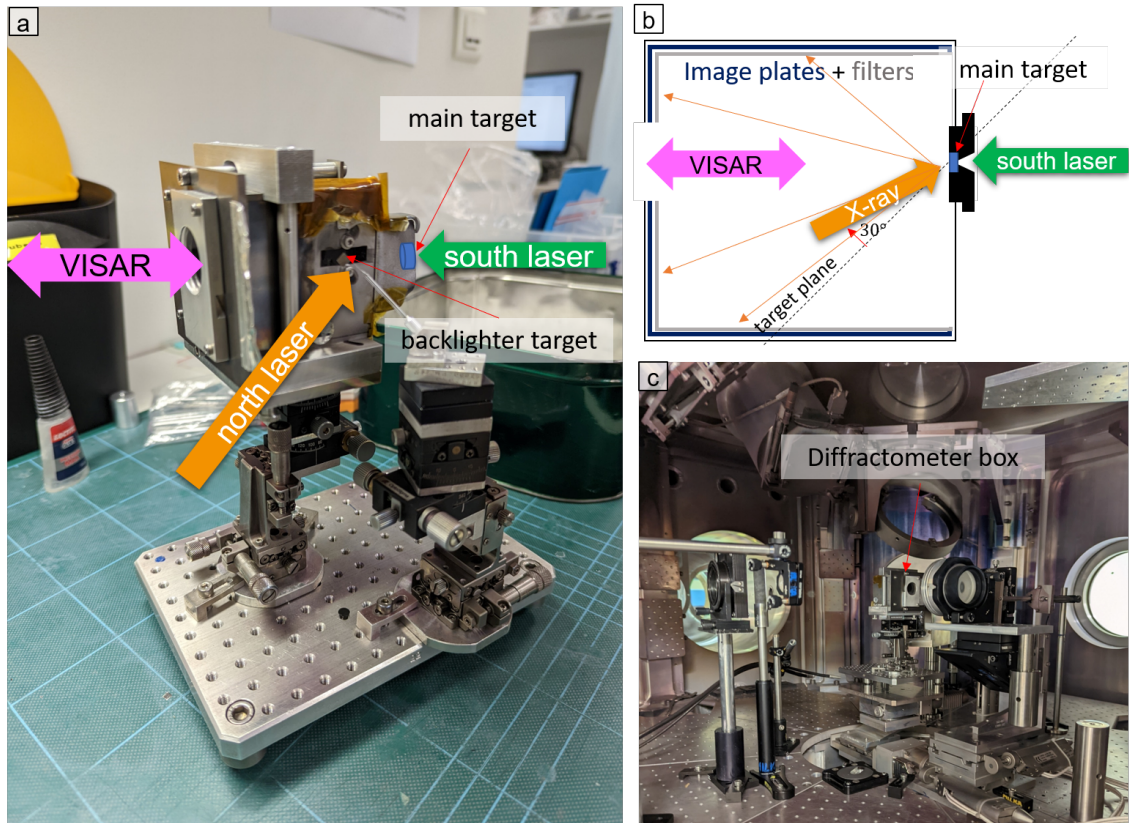 a
main target
VISAR
south laser
backlighter target
north laser
b
Image plates + filters
main target
VISAR
south laser
X-ray
30°
target plane
c
Diffractometer box